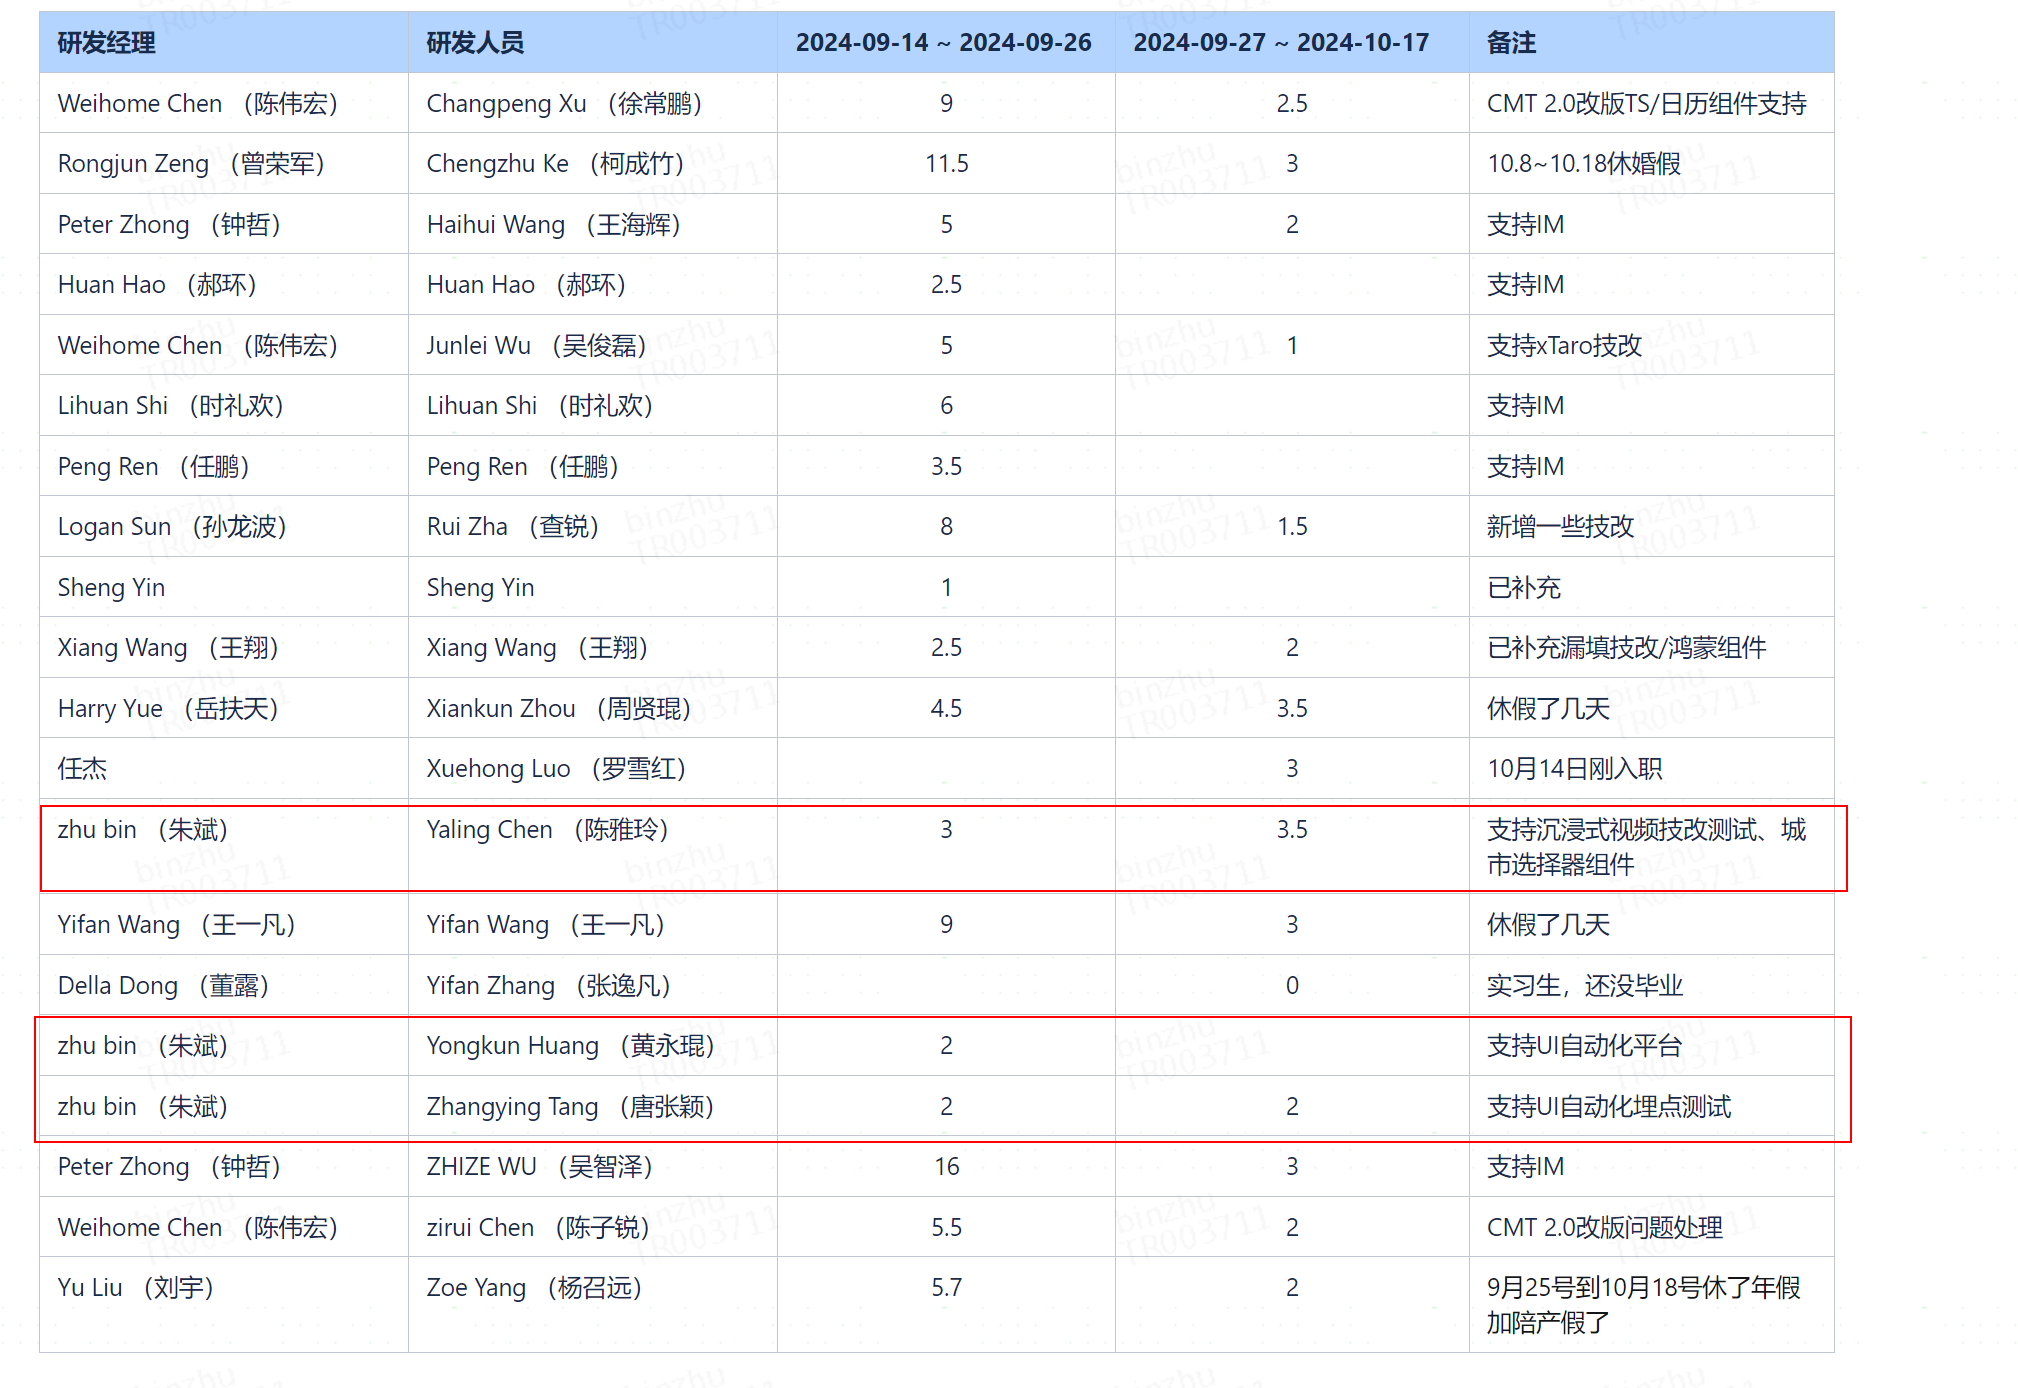 研发经理 研发人员 2024-09-14 ~ 2024-09-26 2024-09-27 ~ 2024-10-17 备注
Weihome Chen （陈伟宏） Changpeng Xu （徐常鹏） 9 2.5 CMT 2.0改版TS/日历组件支持
Rongjun Zeng （曾荣军） Chengzhu Ke （柯成竹） 11.5 3 10.8~10.18休婚假
Peter Zhong （钟哲） Haihui Wang （王海辉） 5 2 支持IM
Huan Hao （郝环） Huan Hao （郝环） 2.5 支持IM
Weihome Chen （陈伟宏） Junlei Wu （吴俊磊） 5 1 支持xTaro技改
Lihuan Shi （时礼欢） Lihuan Shi （时礼欢） 6 支持IM
Peng Ren （任鹏） Peng Ren （任鹏） 3.5 支持IM
Logan Sun （孙龙波） Rui Zha （查锐） 8 1.5 新增一些技改
Sheng Yin Sheng Yin 1 已补充
Xiang Wang （王翔） Xiang Wang （王翔） 2.5 2 已补充漏填技改/鸿蒙组件
Harry Yue （岳扶天） Xiankun Zhou （周贤琨） 4.5 3.5 休假了几天
任杰 Xuehong Luo （罗雪红） 3 10月14日刚入职
zhu bin （朱斌） Yaling Chen （陈雅玲） 3 3.5 支持沉浸式视频技改测试、城
市选择器组件
Yifan Wang （王一凡） Yifan Wang （王一凡） 9 3 休假了几天
Della Dong （董露） Yifan Zhang （张逸凡） 0 实习生，还没毕业
zhu bin （朱斌） Yongkun Huang （黄永琨） 2 支持UI自动化平台
zhu bin （朱斌） Zhangying Tang （唐张颖） 2 2 支持UI自动化埋点测试
Peter Zhong （钟哲） ZHIZE WU （吴智泽） 16 3 支持IM
Weihome Chen （陈伟宏） zirui Chen （陈子锐） 5.5 2 CMT 2.0改版问题处理
Yu Liu （刘宇） Zoe Yang （杨召远） 5.7 2 9月25号到10月18号休了年假
加陪产假了
binzhu
TR003711